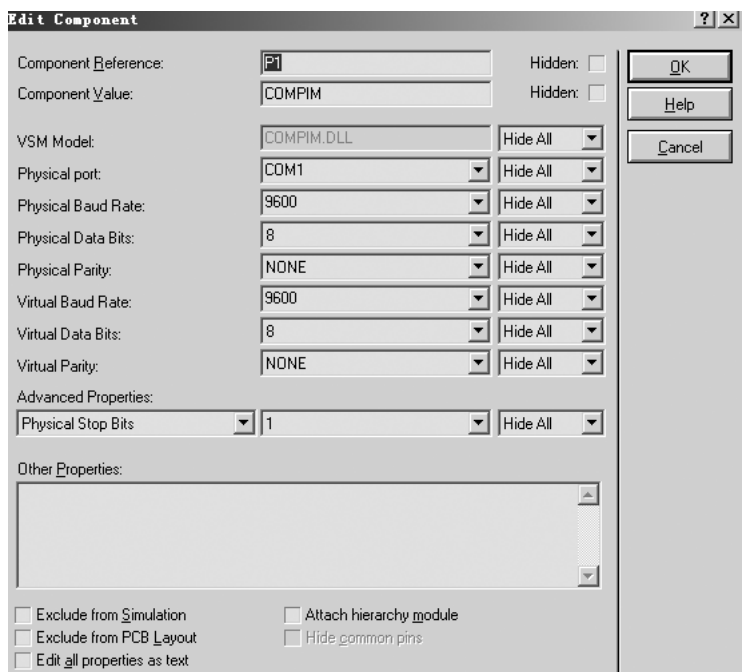 Edit Component ? X
Component Reference: P1 Hidden: OK
Component Value: COMPIM Hidden: Help
VSM Model: COMPIM.DLL Hide All Cancel
Physical port: COM1 Hide All
Physical Baud Rate: 9600 Hide All
Physical Data Bits: 8 Hide All
Physical Parity: NONE Hide All
Virtual Baud Rate: 9600 Hide All
Virtual Data Bits: 8 Hide All
Virtual Parity: NONE Hide All
Advanced Properties:
Physical Stop Bits 1 Hide All
Other Properties:
Exclude from Simulation Attach hierarchy module
Exclude from PCB Layout Hide common pins
Edit all properties as text